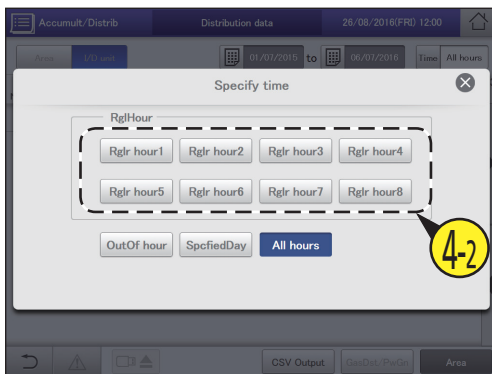 Accumult/Distrib Distribution data 26/08/2016(FRI) 12:00
Area I/O unit 01/07/2015 to 06/07/2016 Time All hours
Specify time
RglHour
Rglr hour1 Rglr hour2 Rglr hour3 Rglr hour4
Rglr hour5 Rglr hour6 Rglr hour7 Rglr hour8
4-2
OutOf hour SpcfiedDay All hours
CSV Output GasDst/PwGn Area